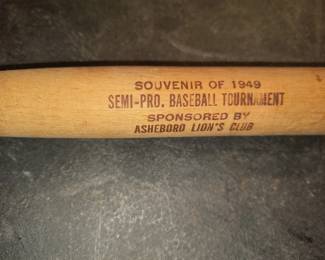 SOUVENIR OF 1949
SEMI-PRO. BASEBALL TOURNAMENT
SPONSORED BY
ASHEBORO LION'S CLUB